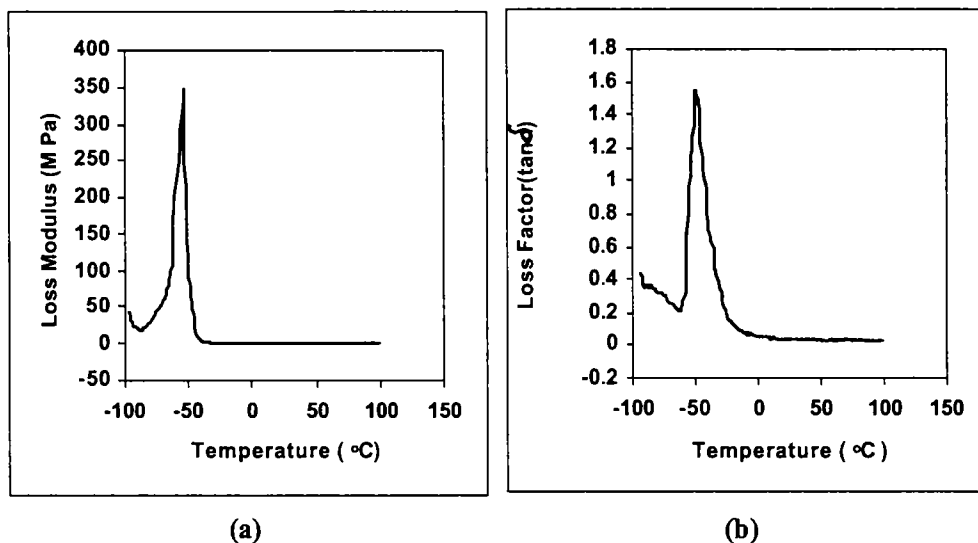 400
350
300
250
200
150
100
50
0
-50
Loss Modulus (M Pa)
-100 -50 0 50 100 150
Temperature ( °C)
(a)
1.8
1.6
1.4
1.2
1
0.8
0.6
0.4
0.2
0
-0.2
Loss Factor(tanδ)
-100 -50 0 50 100 150
Temperature ( °C )
(b)